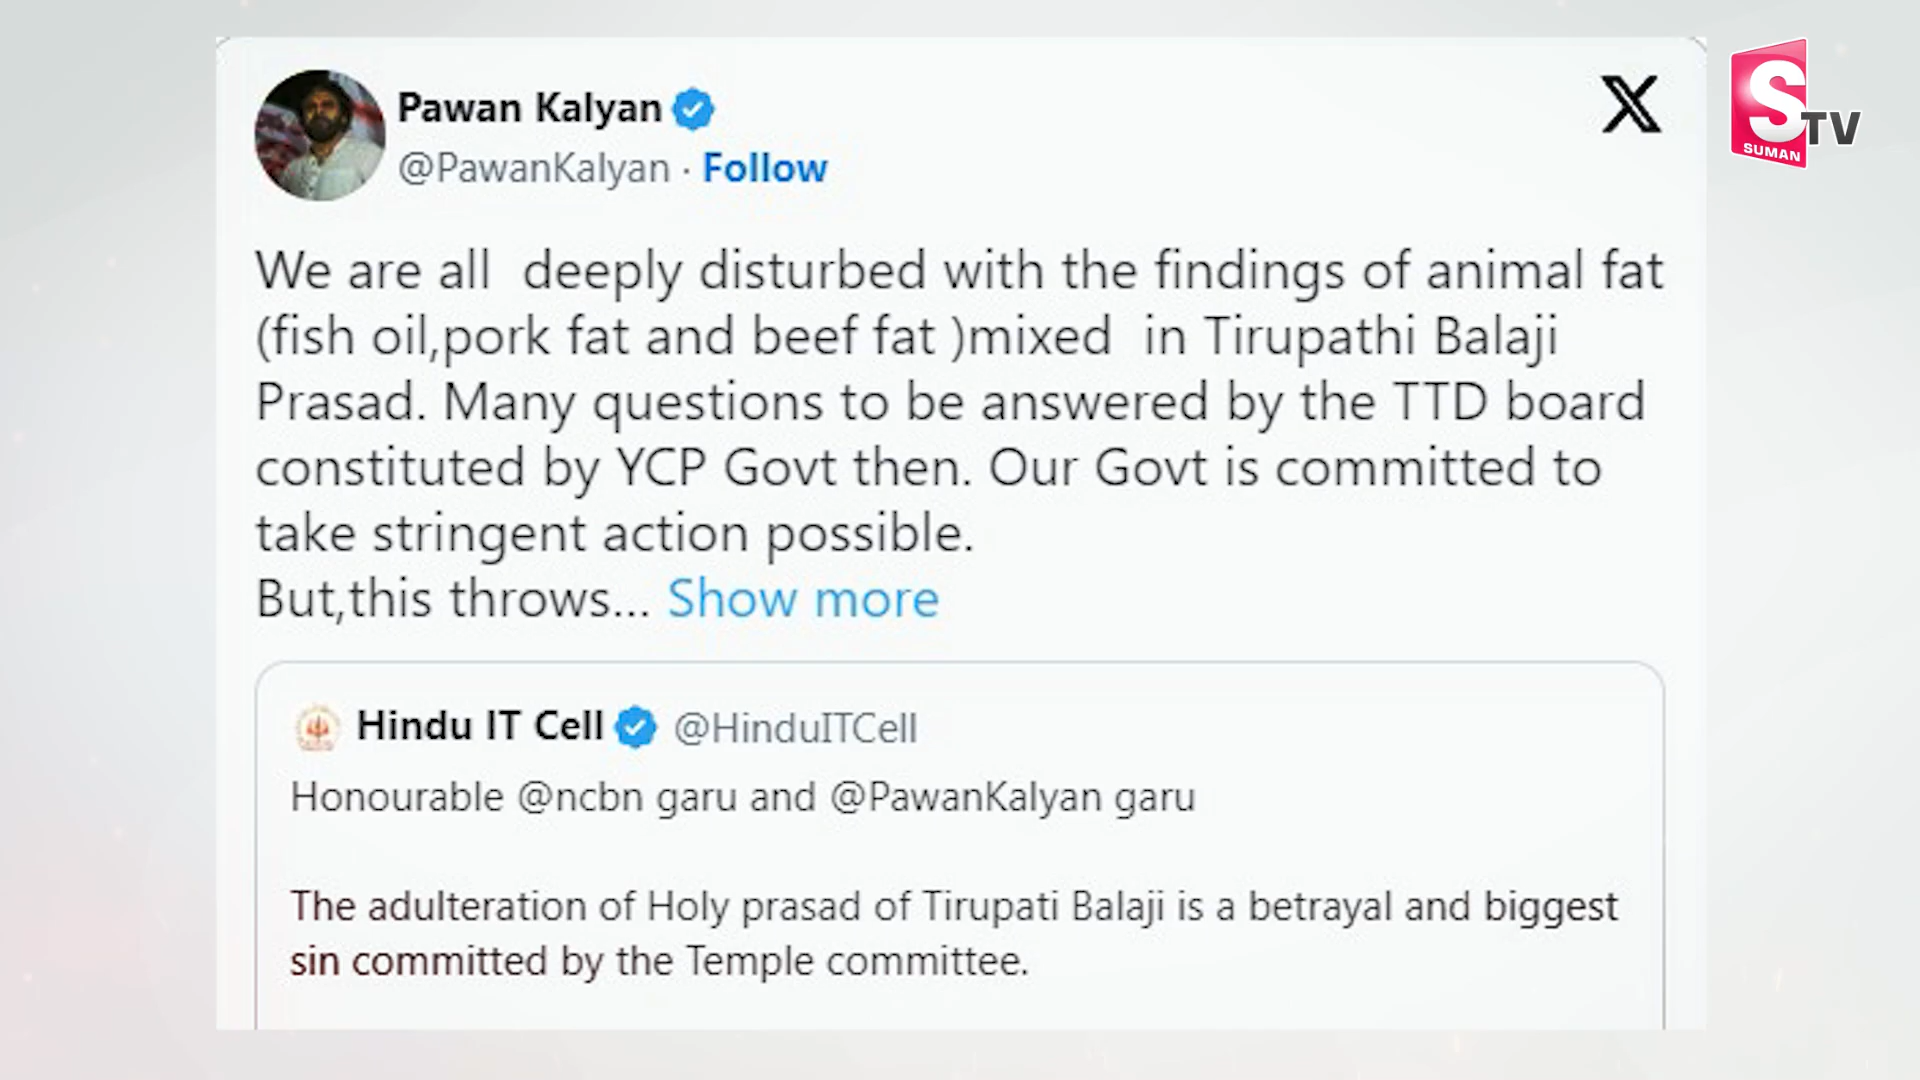 Pawan Kalyan
@PawanKalyan · Follow
X
S TV
SUMAN
We are all  deeply disturbed with the findings of animal fat
(fish oil,pork fat and beef fat )mixed  in Tirupathi Balaji
Prasad. Many questions to be answered by the TTD board
constituted by YCP Govt then. Our Govt is committed to
take stringent action possible.
But,this throws... Show more
Hindu IT Cell @HinduITCell
Honourable @ncbn garu and @PawanKalyan garu
The adulteration of Holy prasad of Tirupati Balaji is a betrayal and biggest
sin committed by the Temple committee.